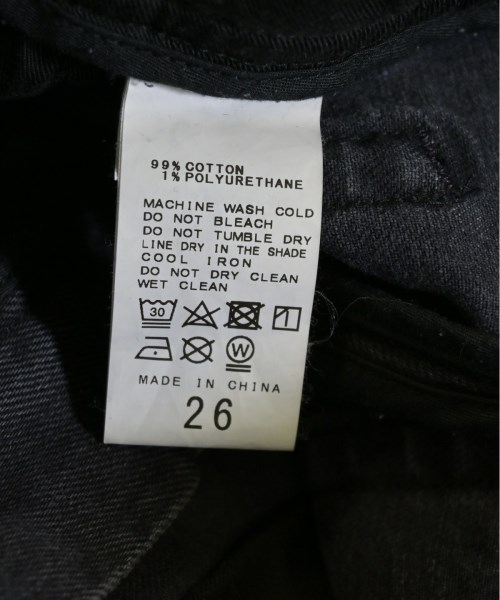 99% COTTON
1% POLYURETHANE
MACHINE WASH COLD
DO NOT BLEACH
DO NOT TUMBLE DRY
LINE DRY IN THE SHADE
COOL IRON
DO NOT DRY CLEAN
WET CLEAN
30
W
MADE IN CHINA
26